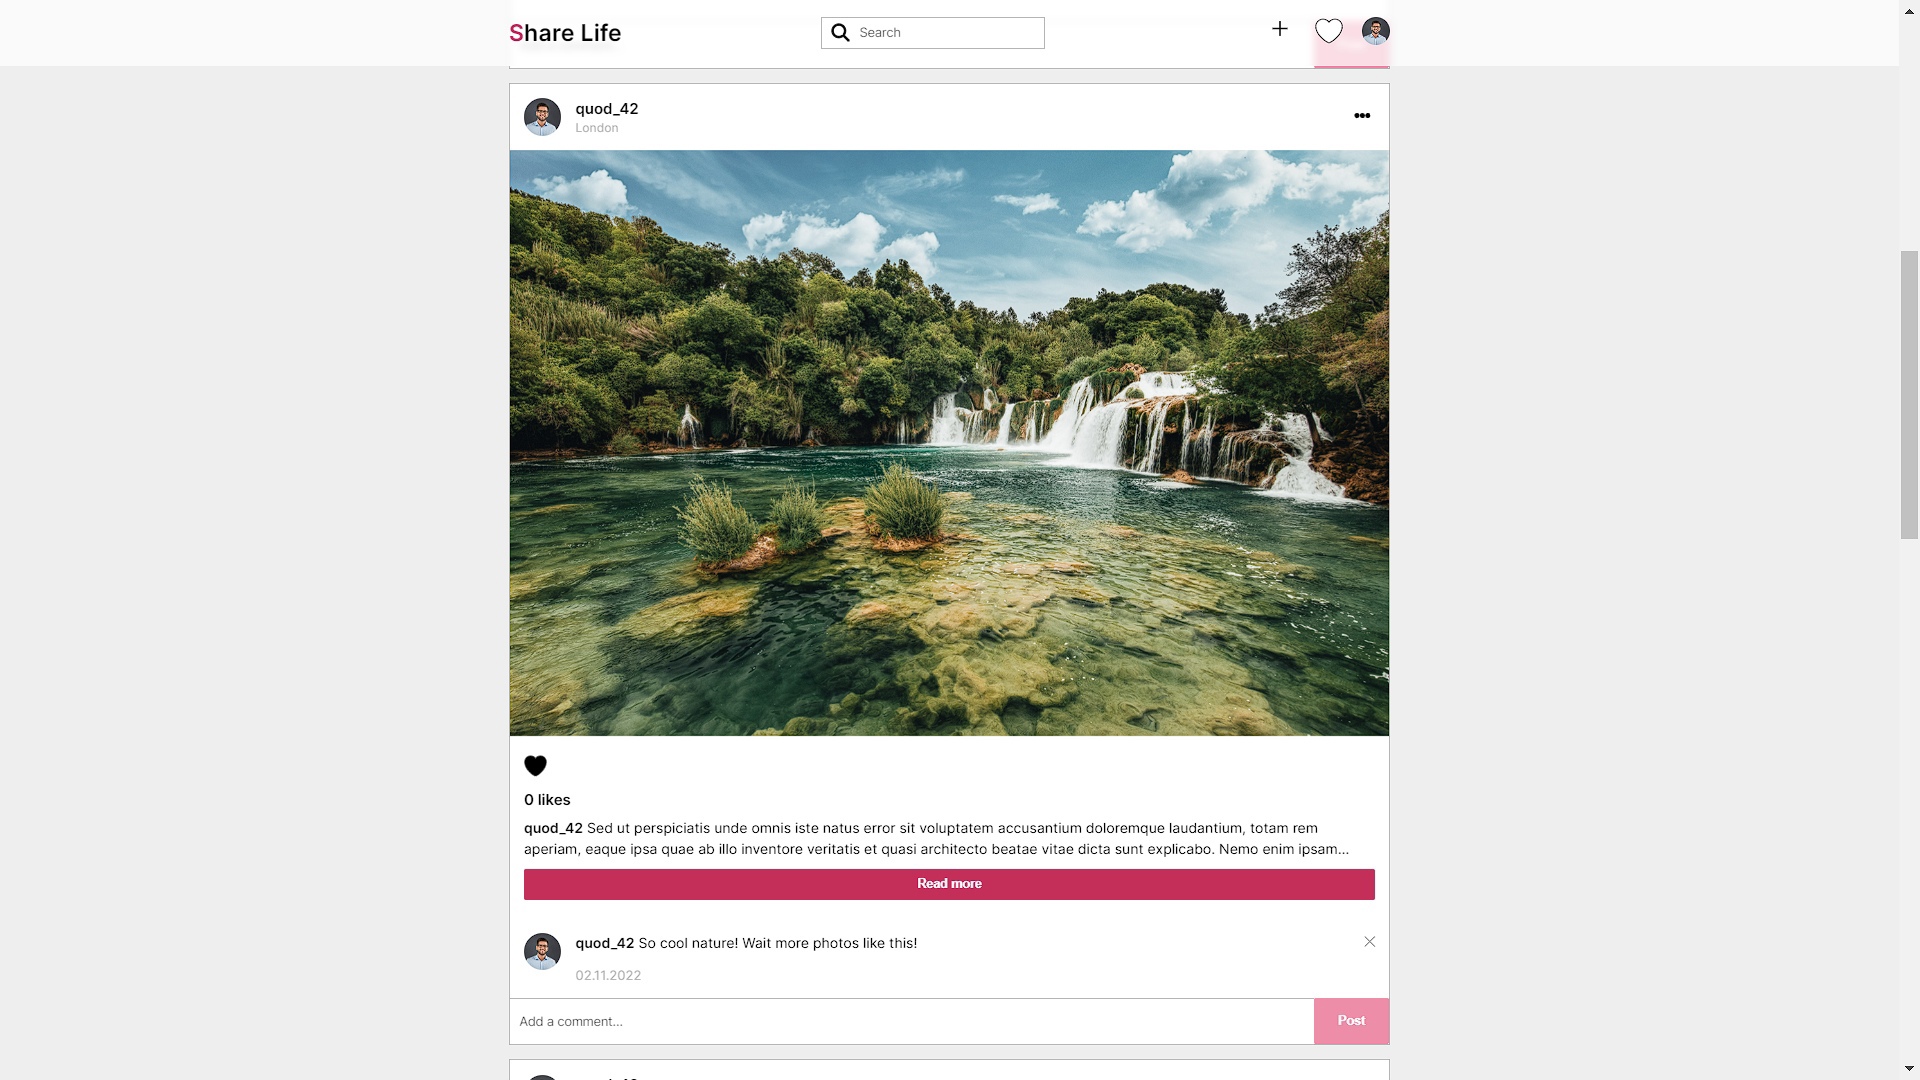 Share Life
Search
quod_42
London
0 likes
quod_42 Sed ut perspiciatis unde omnis iste natus error sit voluptatem accusantium doloremque laudantium, totam rem
aperiam, eaque ipsa quae ab illo inventore veritatis et quasi architecto beatae vitae dicta sunt explicabo. Nemo enim ipsam...
Read more
quod_42 So cool nature! Wait more photos like this!
02.11.2022
Add a comment...
Post